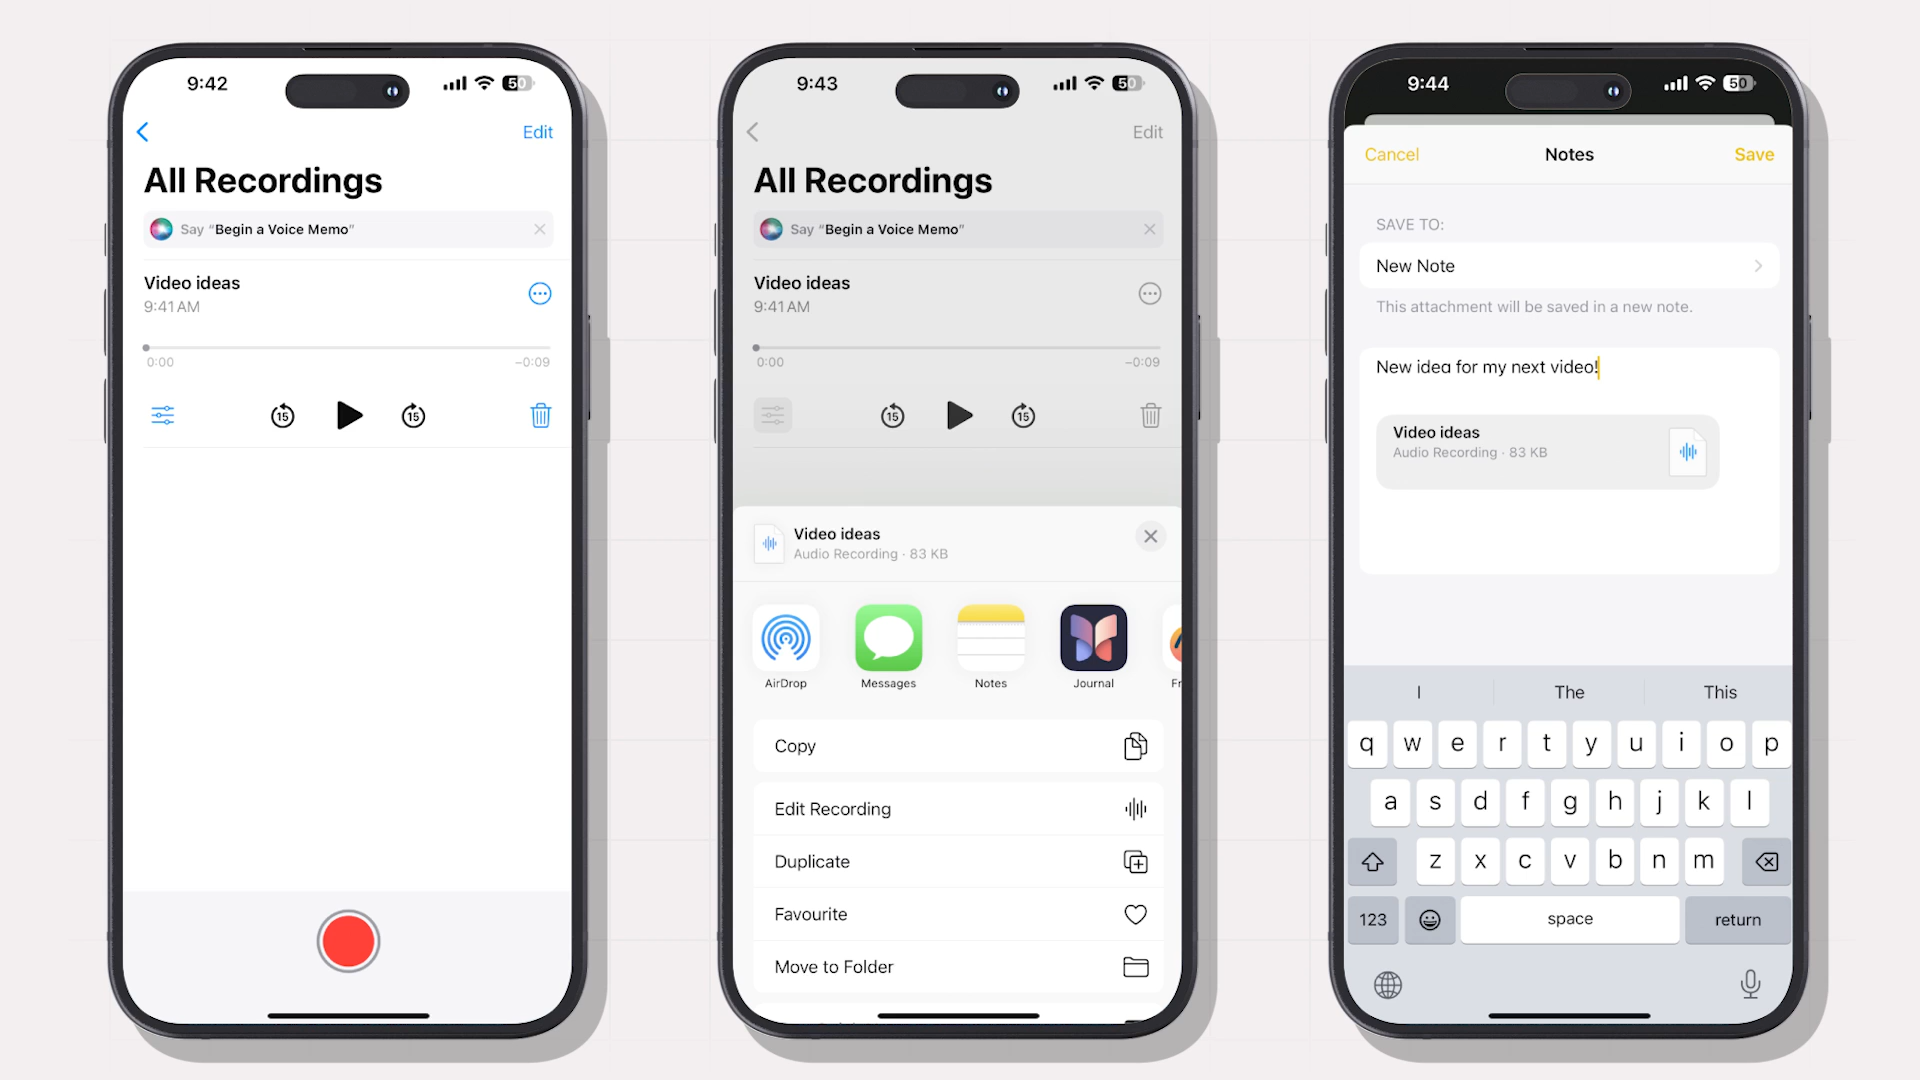 9:42
50
Edit
All Recordings
Say “Begin a Voice Memo”
Video ideas
9:41 AM
0:00
–0:09
15
15
9:43
50
Edit
All Recordings
Say “Begin a Voice Memo”
Video ideas
9:41 AM
0:00
–0:09
15
15
Video ideas
Audio Recording · 83 KB
AirDrop
Messages
Notes
Journal
Copy
Edit Recording
Duplicate
Favourite
Move to Folder
9:44
50
Cancel
Notes
Save
SAVE TO:
New Note
This attachment will be saved in a new note.
New idea for my next video!
Video ideas
Audio Recording · 83 KB
I The This
q w e r t y u i o p
a s d f g h j k l
z x c v b n m
123 space return